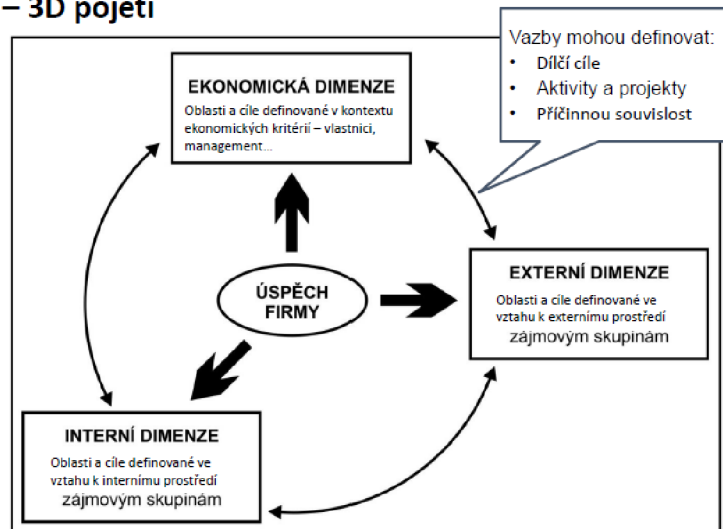 – 3D pojetí
Vazby mohou definovat:
• Dílčí cíle
• Aktivity a projekty
• Příčinnou souvislost
EKONOMICKÁ DIMENZE
Oblasti a cíle definované v kontextu
ekonomických kritérií – vlastnici,
management...
ÚSPĚCH
FIRMY
EXTERNÍ DIMENZE
Oblasti a cíle definované ve
vztahu k externímu prostředí
zájmovým skupinám
INTERNÍ DIMENZE
Oblasti a cíle definované ve
vztahu k internímu prostředí
zájmovým skupinám